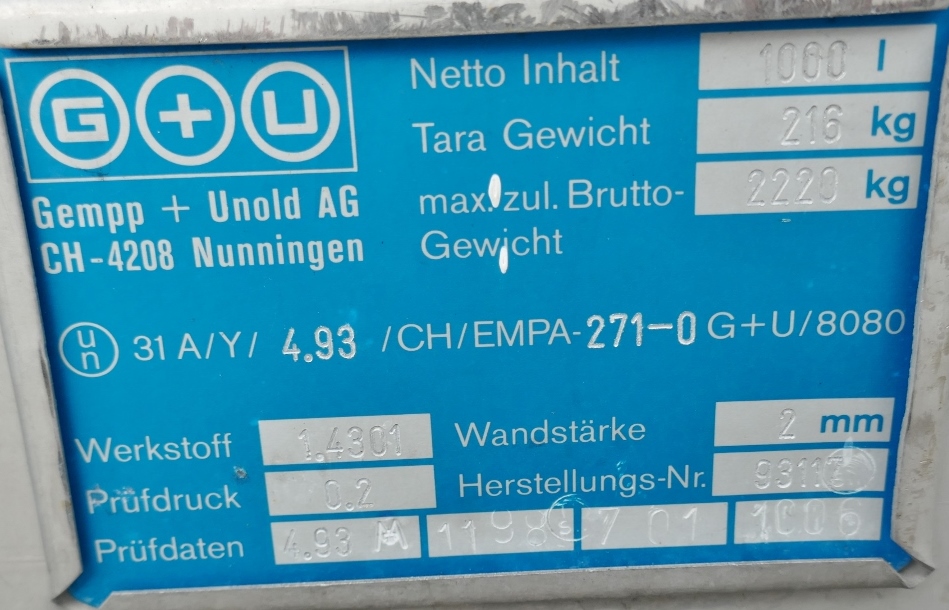 G+U
Netto Inhalt 1060 l
Tara Gewicht 216 kg
max. zul. Brutto- 2220 kg
Gewicht
Gempp + Unold AG
CH-4208 Nunningen
un 31 A/Y/ 4.93 /CH/EMPA-271-0 G+U/8080
Werkstoff 1.4301 Wandstärke 2 mm
Prüfdruck 0.2 Herstellungs-Nr.
Prüfdaten 4.93 M